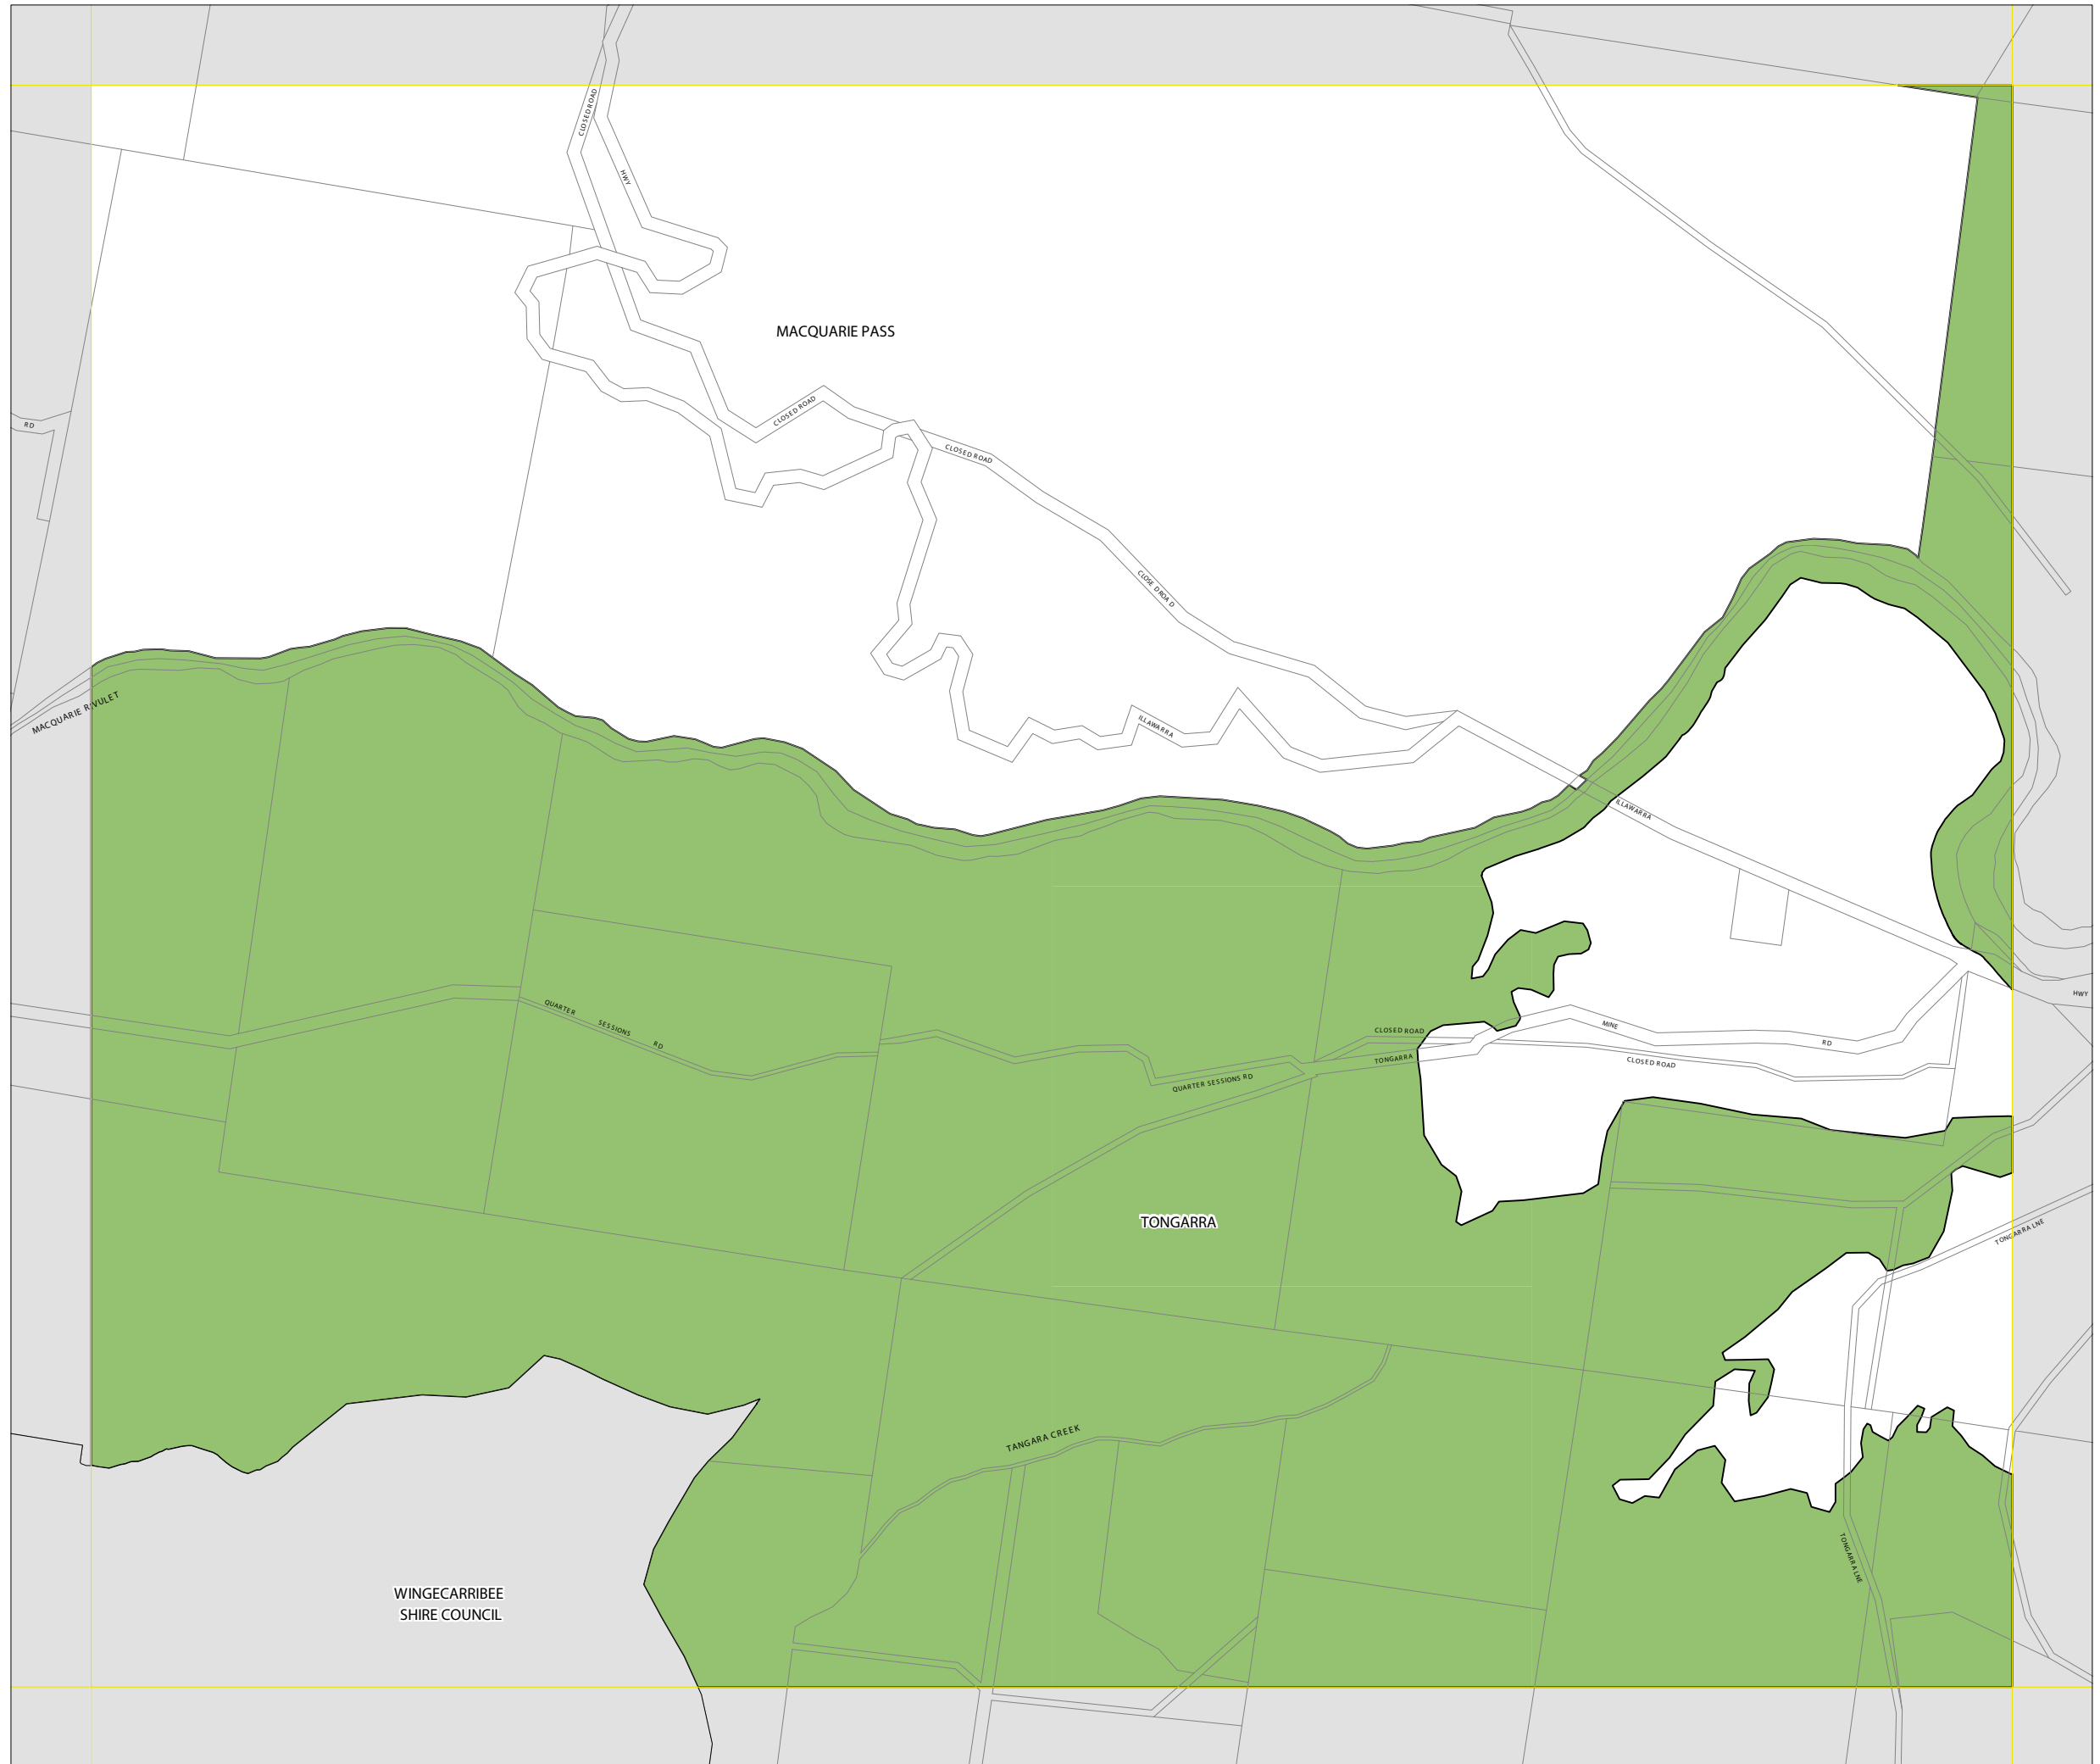 CLOSED ROAD
HWY
MACQUARIE PASS
CLOSED ROAD
RD
CLOSED ROAD
CLOSE D ROA D
MACQUARIE RIVULET
ILLAWARRA
ILLAWARRA
HWY
QUARTER
SESSIONS
RD
CLOSED ROAD
MINE
RD
TONGARRA
CLOSED ROAD
QUARTER SESSIONS RD
TONGARRA
TONGARRA LNE
TANGARA CREEK
TONGARRA LNE
WINGECARRIBEE
SHIRE COUNCIL